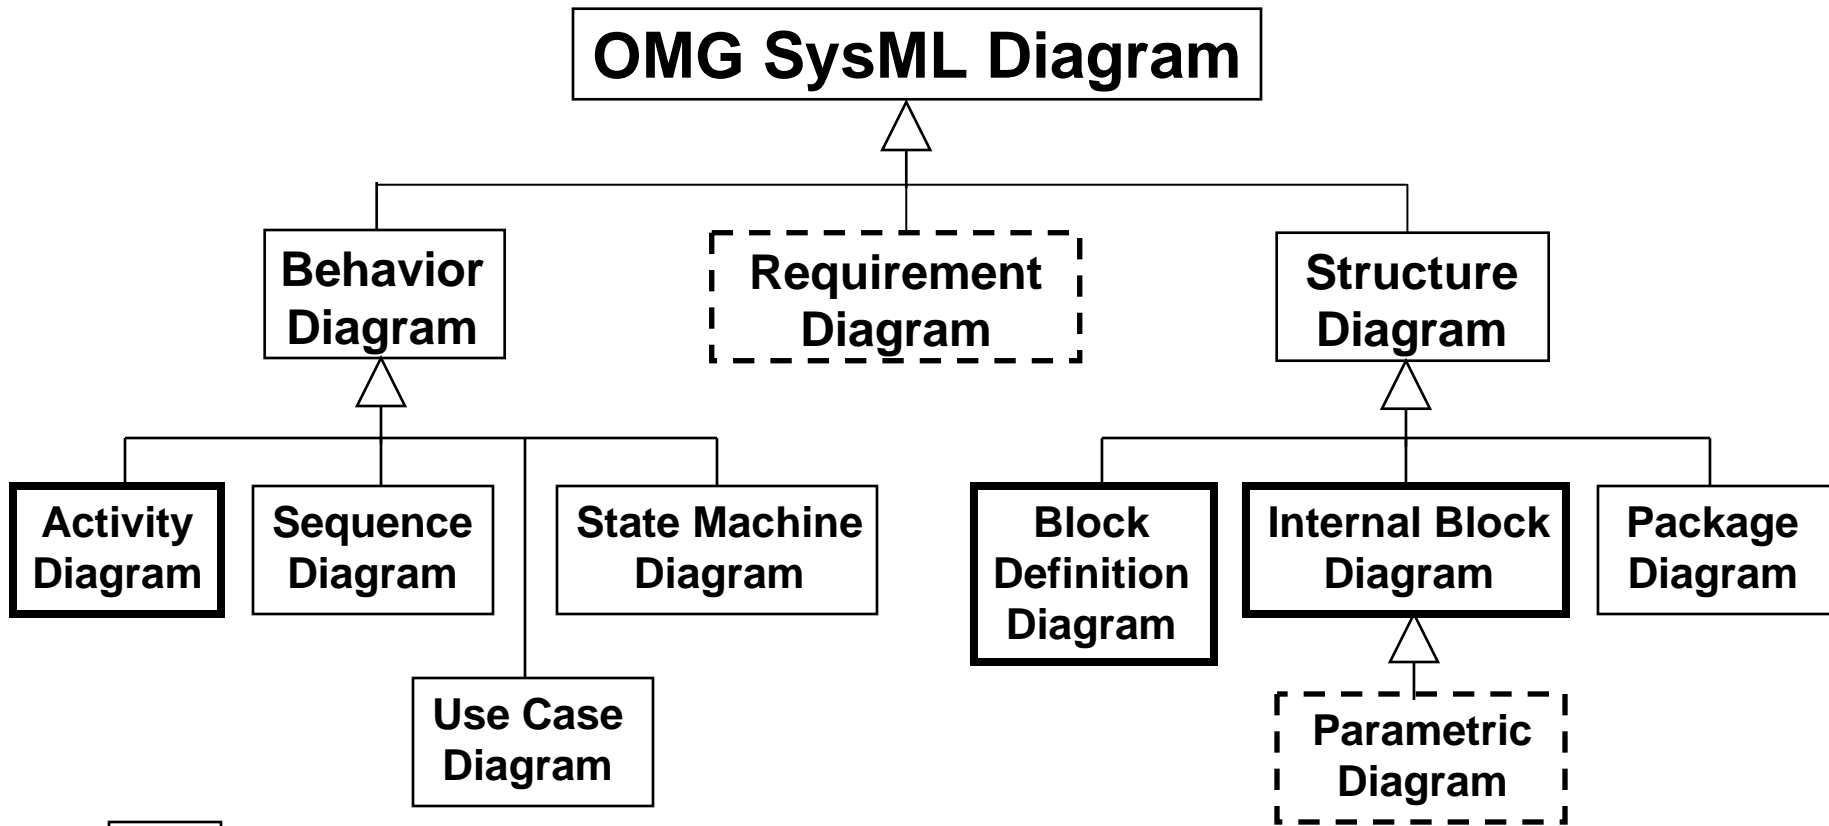 OMG SysML Diagram
Behavior
Diagram
Requirement
Diagram
Structure
Diagram
Activity
Diagram
Sequence
Diagram
State Machine
Diagram
Block
Definition
Diagram
Internal Block
Diagram
Package
Diagram
Use Case
Diagram
Parametric
Diagram